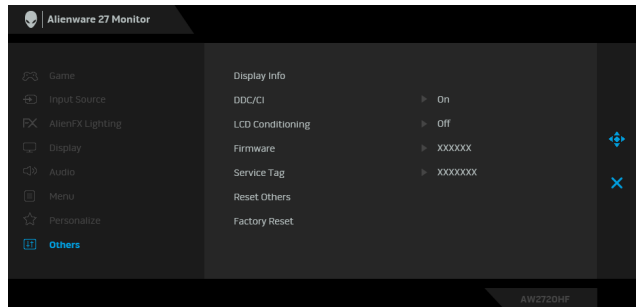 Alienware 27 Monitor
Game
Input Source
AlienFX Lighting
Display
Audio
Menu
Personalize
Others
Display Info
DDC/CI On
LCD Conditioning Off
Firmware XXXXXX
Service Tag XXXXXXX
Reset Others
Factory Reset
AW2720HF